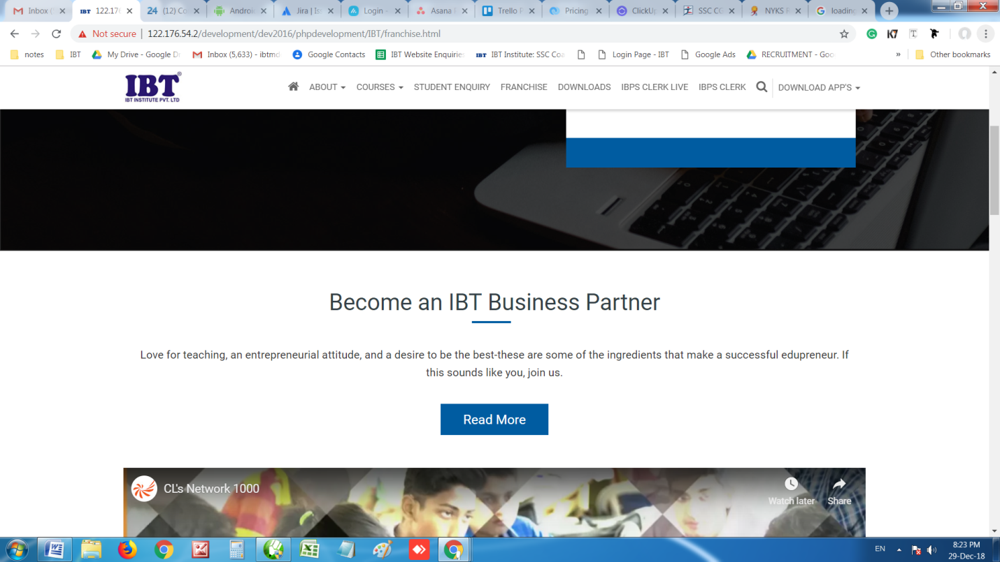 Inbox (
122.17
24 (12) Co
Androi
Jira | Is
Login -
Asana
Trello
Pricing
ClickU
SSC CG
NYKS
loading
Not secure | 122.176.54.2/development/dev2016/phpdevelopment/IBT/franchise.html
notes
IBT
My Drive - Google D
Inbox (5,633) - ibtmd
Google Contacts
IBT Website Enquirie
IBT Institute: SSC Coa
Login Page - IBT
Google Ads
RECRUITMENT - Goo
»
Other bookmarks
IBT®
IBT INSTITUTE PVT. LTD
ABOUT
COURSES
STUDENT ENQUIRY
FRANCHISE
DOWNLOADS
IBPS CLERK LIVE
IBPS CLERK
DOWNLOAD APP'S
Become an IBT Business Partner
Love for teaching, an entrepreneurial attitude, and a desire to be the best-these are some of the ingredients that make a successful edupreneur. If
this sounds like you, join us.
Read More
CL's Network 1000
Watch later
Share
EN
8:23 PM
29-Dec-18